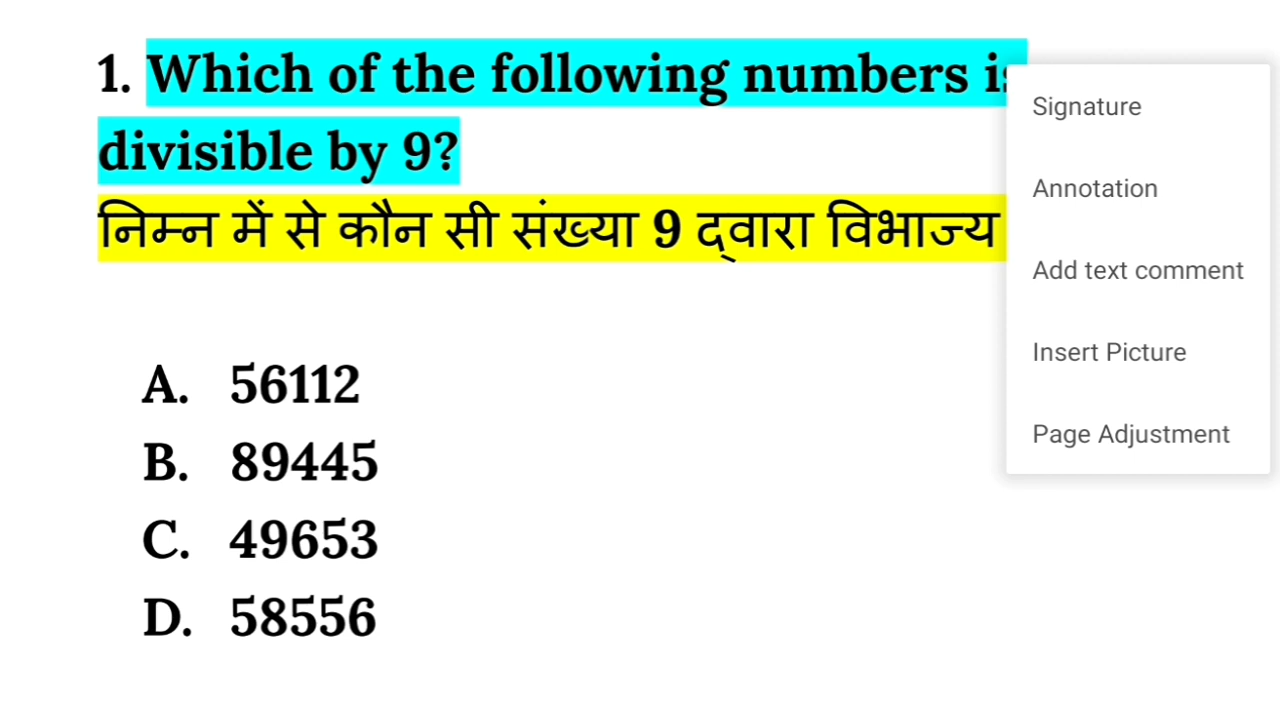 1. Which of the following numbers is
divisible by 9?
निम्न में से कौन सी संख्या 9 द्वारा विभाज्य
A. 56112
B. 89445
C. 49653
D. 58556
Signature
Annotation
Add text comment
Insert Picture
Page Adjustment